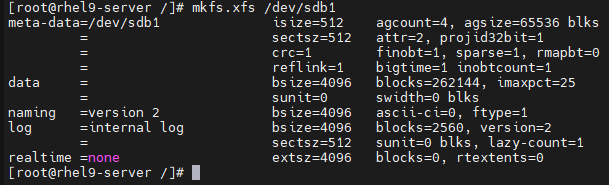 [root@rhel9-server /]# mkfs.xfs /dev/sdb1
meta-data=/dev/sdb1              isize=512    agcount=4, agsize=65536 blks
         =                       sectsz=512   attr=2, projid32bit=1
         =                       crc=1        finobt=1, sparse=1, rmapbt=0
         =                       reflink=1    bigtime=1 inobtcount=1
data     =                       bsize=4096   blocks=262144, imaxpct=25
         =                       sunit=0      swidth=0 blks
naming   =version 2              bsize=4096   ascii-ci=0, ftype=1
log      =internal log           bsize=4096   blocks=2560, version=2
         =                       sectsz=512   sunit=0 blks, lazy-count=1
realtime =none                   extsz=4096   blocks=0, rtextents=0
[root@rhel9-server /]#